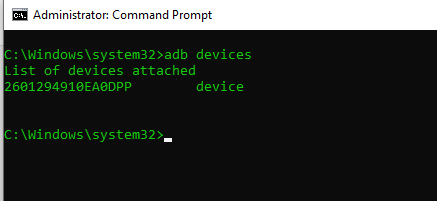 Administrator: Command Prompt
C:\Windows\system32>adb devices
List of devices attached
2601294910EA0DPP        device
C:\Windows\system32>